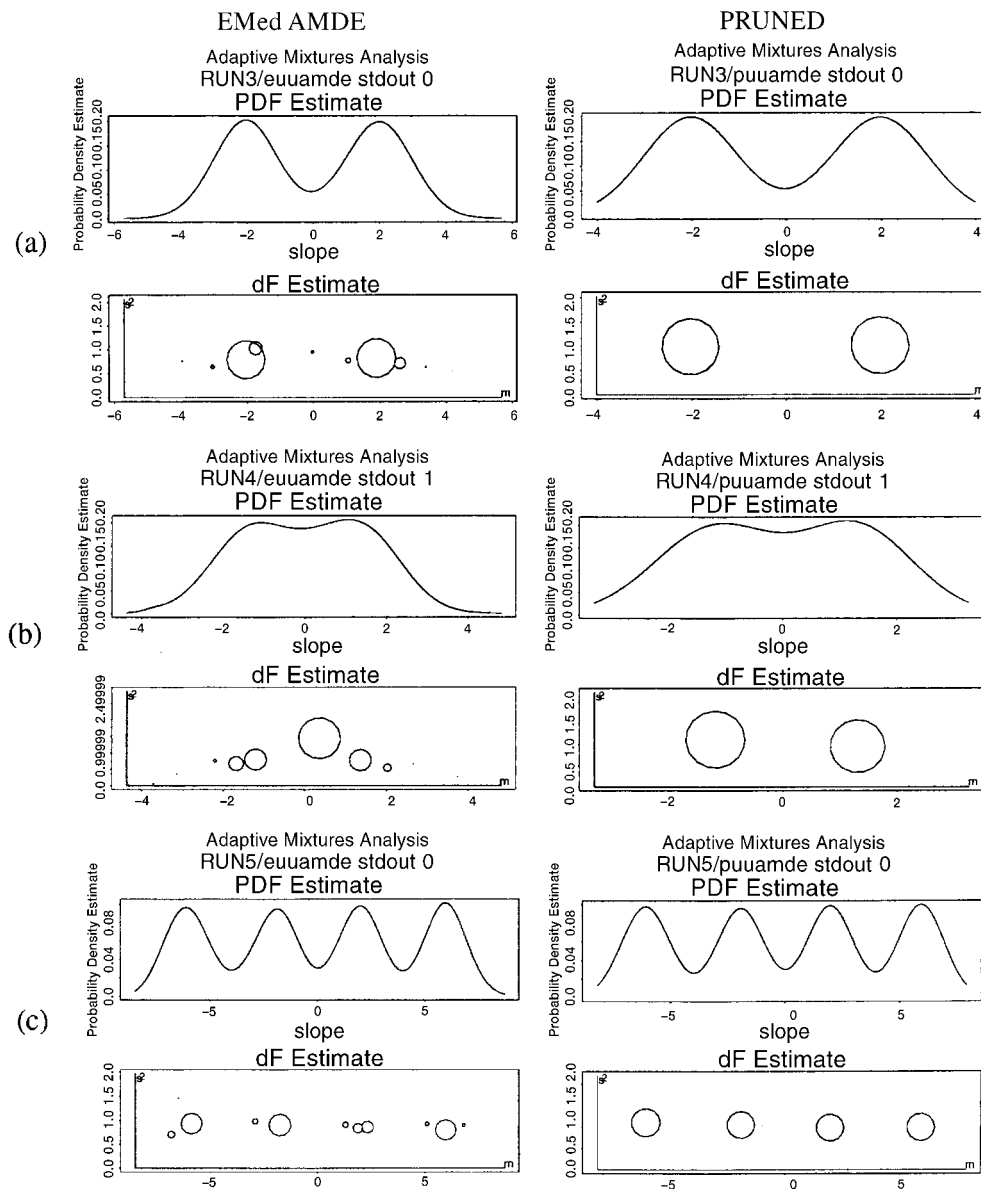 EMed AMDE
Adaptive Mixtures Analysis
RUN3/euuamde stdout 0
PDF Estimate
Probability Density Estimate
0.0 0.05 0.10 0.15 0.20
-6 -4 -2 0 2 4 6
slope
PRUNED
Adaptive Mixtures Analysis
RUN3/puuamde stdout 0
PDF Estimate
Probability Density Estimate
0.0 0.05 0.10 0.15 0.20
-4 -2 0 2 4
slope
(a)
dF Estimate
s2
0.0 0.5 1.0 1.5 2.0
m
-6 -4 -2 0 2 4 6
dF Estimate
s2
0.0 0.5 1.0 1.5 2.0
m
-4 -2 0 2 4
Adaptive Mixtures Analysis
RUN4/euuamde stdout 1
PDF Estimate
Probability Density Estimate
0.0 0.05 0.10 0.15 0.20
-4 -2 0 2 4
slope
Adaptive Mixtures Analysis
RUN4/puuamde stdout 1
PDF Estimate
Probability Density Estimate
0.0 0.05 0.10 0.15 0.20
-2 0 2
slope
(b)
dF Estimate
s2
0.0 0.99999 2.49999
m
-4 -2 0 2 4
dF Estimate
s2
0.0 0.5 1.0 1.5 2.0
m
-2 0 2
Adaptive Mixtures Analysis
RUN5/euuamde stdout 0
PDF Estimate
Probability Density Estimate
0.0 0.04 0.08
-5 0 5
slope
Adaptive Mixtures Analysis
RUN5/puuamde stdout 0
PDF Estimate
Probability Density Estimate
0.0 0.04 0.08
-5 0 5
slope
(c)
dF Estimate
s2
0.0 0.5 1.0 1.5 2.0
m
-5 0 5
dF Estimate
s2
0.0 0.5 1.0 1.5 2.0
m
-5 0 5